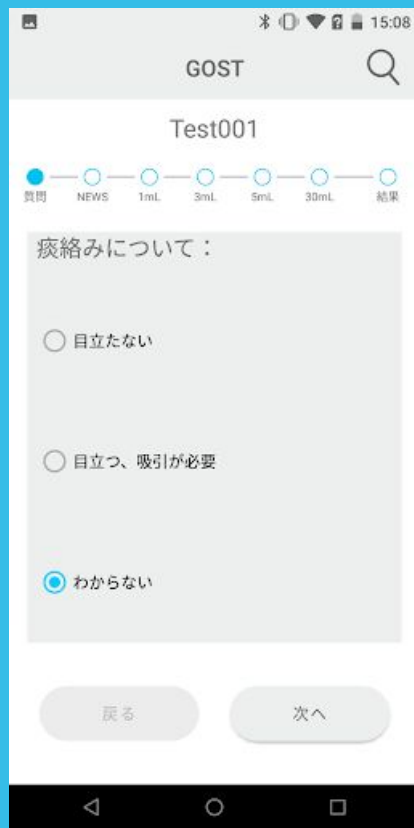 15:08
GOST
Test001
質問 NEWS 1mL 3mL 5mL 30mL 結果
痰絡みについて：
目立たない
目立つ、吸引が必要
わからない
戻る 次へ